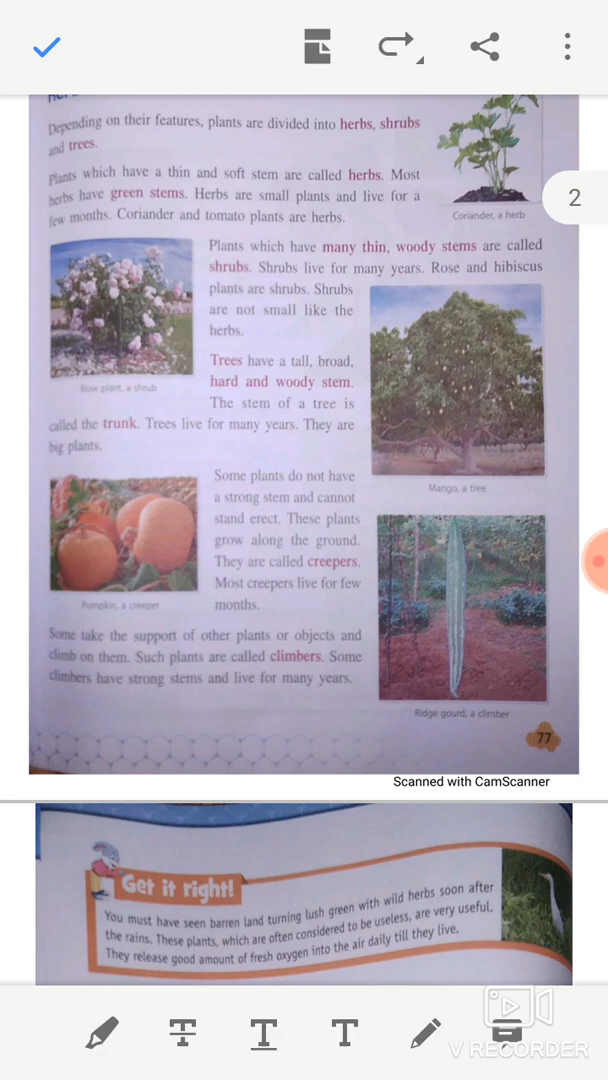 Depending on their features, plants are divided into herbs, shrubs
and trees.
Plants which have a thin and soft stem are called herbs. Most
herbs have green stems. Herbs are small plants and live for a
few months. Coriander and tomato plants are herbs.
Coriander, a herb
2
Plants which have many thin, woody stems are called
shrubs. Shrubs live for many years. Rose and hibiscus
plants are shrubs. Shrubs
are not small like the
herbs.
Rose plant, a shrub
Trees have a tall, broad,
hard and woody stem.
The stem of a tree is
called the trunk. Trees live for many years. They are
big plants.
Mango, a tree
Some plants do not have
a strong stem and cannot
stand erect. These plants
grow along the ground.
They are called creepers.
Most creepers live for few
months.
Pumpkin, a creeper
Some take the support of other plants or objects and
climb on them. Such plants are called climbers. Some
climbers have strong stems and live for many years.
Ridge gourd, a climber
77
Scanned with CamScanner
Get it right!
You must have seen barren land turning lush green with wild herbs soon after
the rains. These plants, which are often considered to be useless, are very useful.
They release good amount of fresh oxygen into the air daily till they live.
T
T
T
V RECORDER